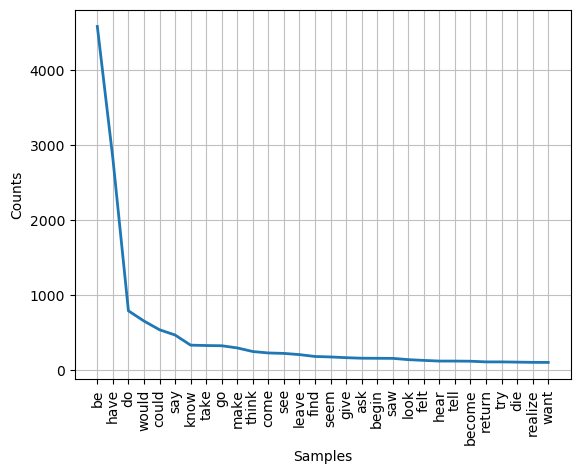 4000
3000
2000
1000
0
Counts
be
have
do
would
could
say
know
take
go
make
think
come
see
leave
find
seem
give
ask
begin
saw
look
felt
hear
tell
become
return
try
die
realize
want
Samples